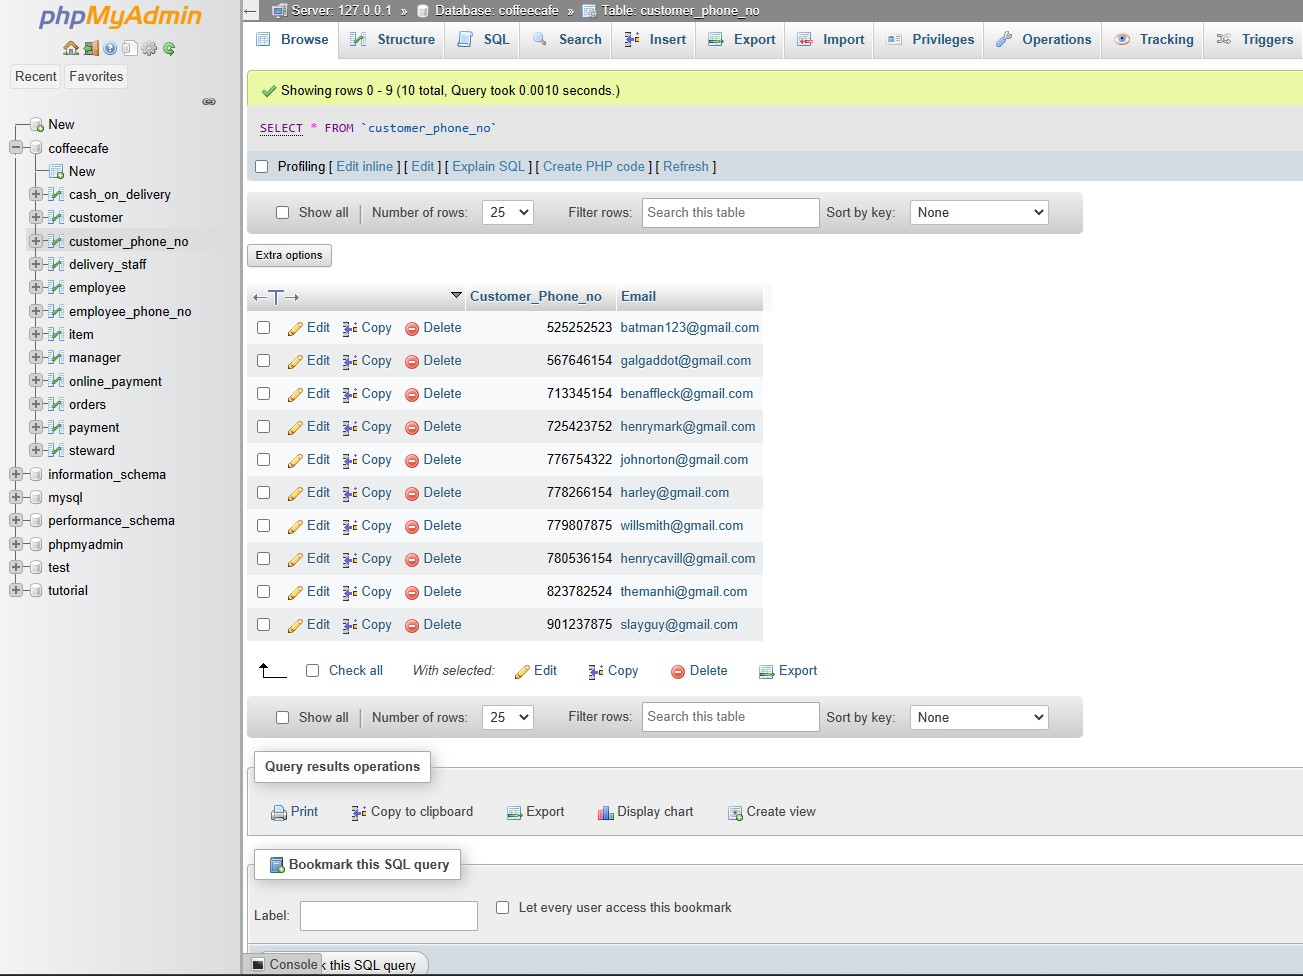 phpMyAdmin
Recent Favorites
New
coffeecafe
New
cash_on_delivery
customer
customer_phone_no
delivery_staff
employee
employee_phone_no
item
manager
online_payment
orders
payment
steward
information_schema
mysql
performance_schema
phpmyadmin
test
tutorial
Server: 127.0.0.1 » Database: coffeecafe » Table: customer_phone_no
Browse Structure SQL Search Insert Export Import Privileges Operations Tracking Triggers
Showing rows 0 - 9 (10 total, Query took 0.0010 seconds.)
SELECT * FROM `customer_phone_no`
Profiling [ Edit inline ] [ Edit ] [ Explain SQL ] [ Create PHP code ] [ Refresh ]
Show all Number of rows: 25 Filter rows: Search this table Sort by key: None
Extra options
Customer_Phone_no Email
Edit Copy Delete 525252523 batman123@gmail.com
Edit Copy Delete 567646154 galgaddot@gmail.com
Edit Copy Delete 713345154 benaffleck@gmail.com
Edit Copy Delete 725423752 henrymark@gmail.com
Edit Copy Delete 776754322 johnorton@gmail.com
Edit Copy Delete 778266154 harley@gmail.com
Edit Copy Delete 779807875 willsmith@gmail.com
Edit Copy Delete 780536154 henrycavill@gmail.com
Edit Copy Delete 823782524 themanhi@gmail.com
Edit Copy Delete 901237875 slayguy@gmail.com
Check all With selected: Edit Copy Delete Export
Show all Number of rows: 25 Filter rows: Search this table Sort by key: None
Query results operations
Print Copy to clipboard Export Display chart Create view
Bookmark this SQL query
Label: Let every user access this bookmark
Console k this SQL query